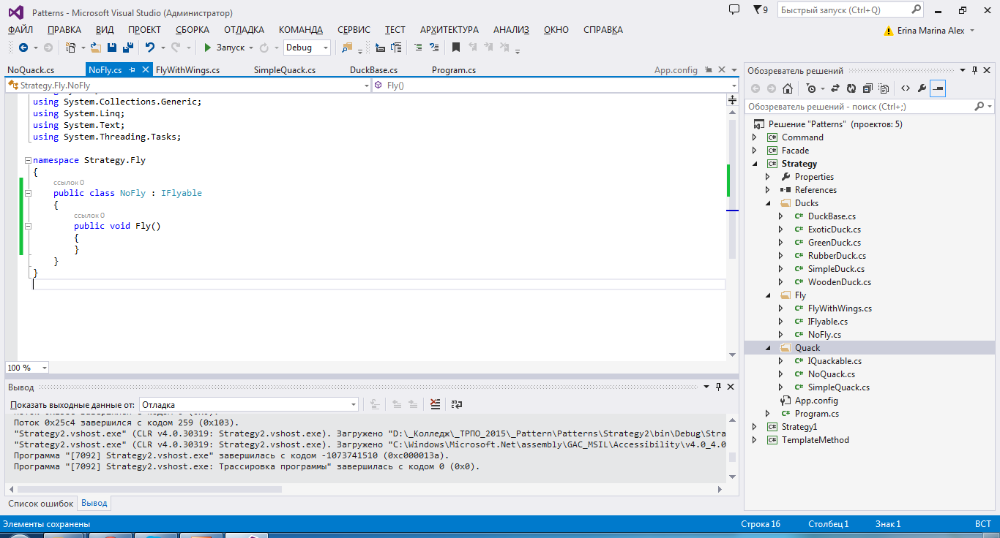 Patterns - Microsoft Visual Studio (Администратор)
9
Быстрый запуск (Ctrl+Q)
ФАЙЛ ПРАВКА ВИД ПРОЕКТ СБОРКА ОТЛАДКА КОМАНДА СЕРВИС ТЕСТ АРХИТЕКТУРА АНАЛИЗ ОКНО СПРАВКА
Erina Marina Alex
Запуск Debug
NoQuack.cs NoFly.cs FlyWithWings.cs SimpleQuack.cs DuckBase.cs Program.cs App.config
Strategy.Fly.NoFly Fly()
using System.Collections.Generic;
using System.Linq;
using System.Text;
using System.Threading.Tasks;
namespace Strategy.Fly
{
ссылок 0
public class NoFly : IFlyable
{
ссылок 0
public void Fly()
{
}
}
}
100 %
Вывод
Показать выходные данные от: Отладка
Поток 0x25c4 завершился с кодом 259 (0x103).
"Strategy2.vshost.exe" (CLR v4.0.30319: Strategy2.vshost.exe). Загружено "D:\_Колледж\_ТРПО_2015\_Pattern\Patterns\Strategy2\bin\Debug\Stra
"Strategy2.vshost.exe" (CLR v4.0.30319: Strategy2.vshost.exe). Загружено "C:\Windows\Microsoft.Net\assembly\GAC_MSIL\Accessibility\v4.0_4.0
Программа "[7092] Strategy2.vshost.exe" завершилась с кодом -1073741510 (0xc000013a).
Программа "[7092] Strategy2.vshost.exe: Трассировка программы" завершилась с кодом 0 (0x0).
Список ошибок Вывод
Обозреватель решений
Обозреватель решений - поиск (Ctrl+;)
Решение "Patterns" (проектов: 5)
C# Command
C# Facade
C# Strategy
Properties
References
Ducks
C# DuckBase.cs
C# ExoticDuck.cs
C# GreenDuck.cs
C# RubberDuck.cs
C# SimpleDuck.cs
C# WoodenDuck.cs
Fly
C# FlyWithWings.cs
C# IFlyable.cs
C# NoFly.cs
Quack
C# IQuackable.cs
C# NoQuack.cs
C# SimpleQuack.cs
App.config
C# Program.cs
C# Strategy1
C# TemplateMethod
Элементы сохранены Строка 16 Столбец 1 Знак 1 ВСТ